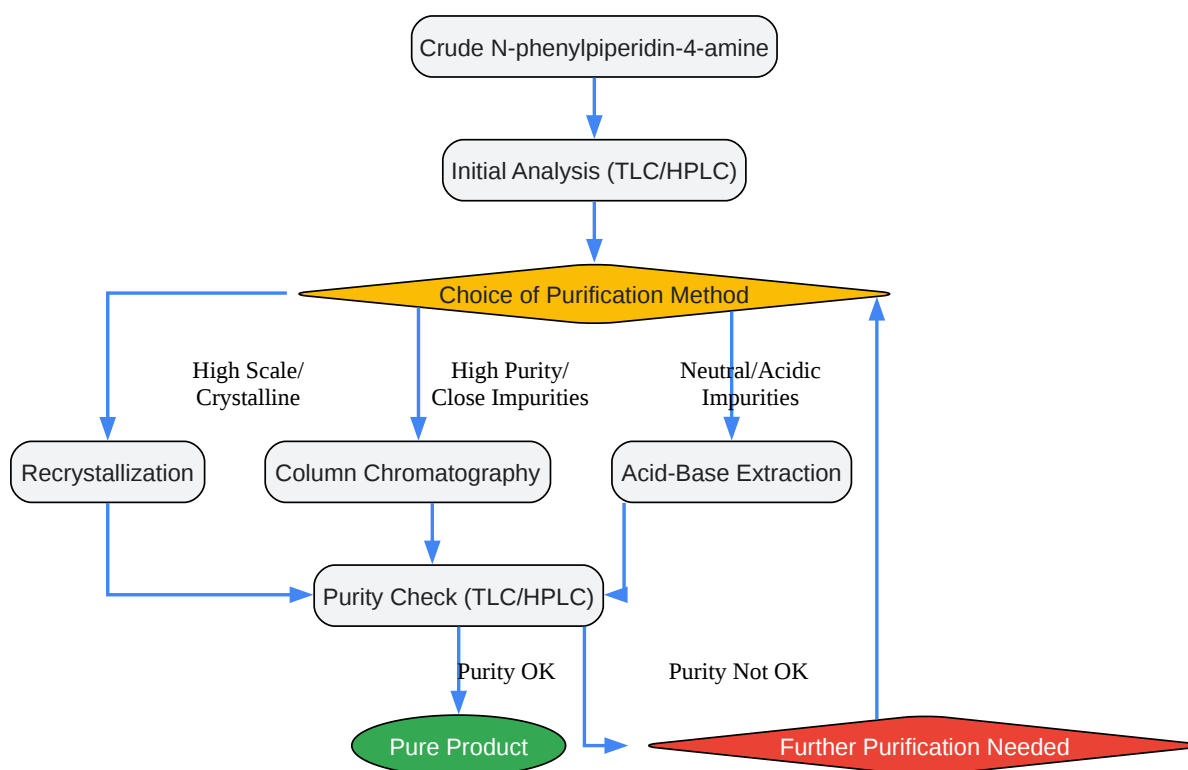 Crude N-phenylpiperidin-4-amine
Initial Analysis (TLC/HPLC)
Choice of Purification Method
High Scale/
Crystalline
High Purity/
Close Impurities
Neutral/Acidic
Impurities
Recrystallization
Column Chromatography
Acid-Base Extraction
Purity Check (TLC/HPLC)
Purity OK
Purity Not OK
Pure Product
Further Purification Needed